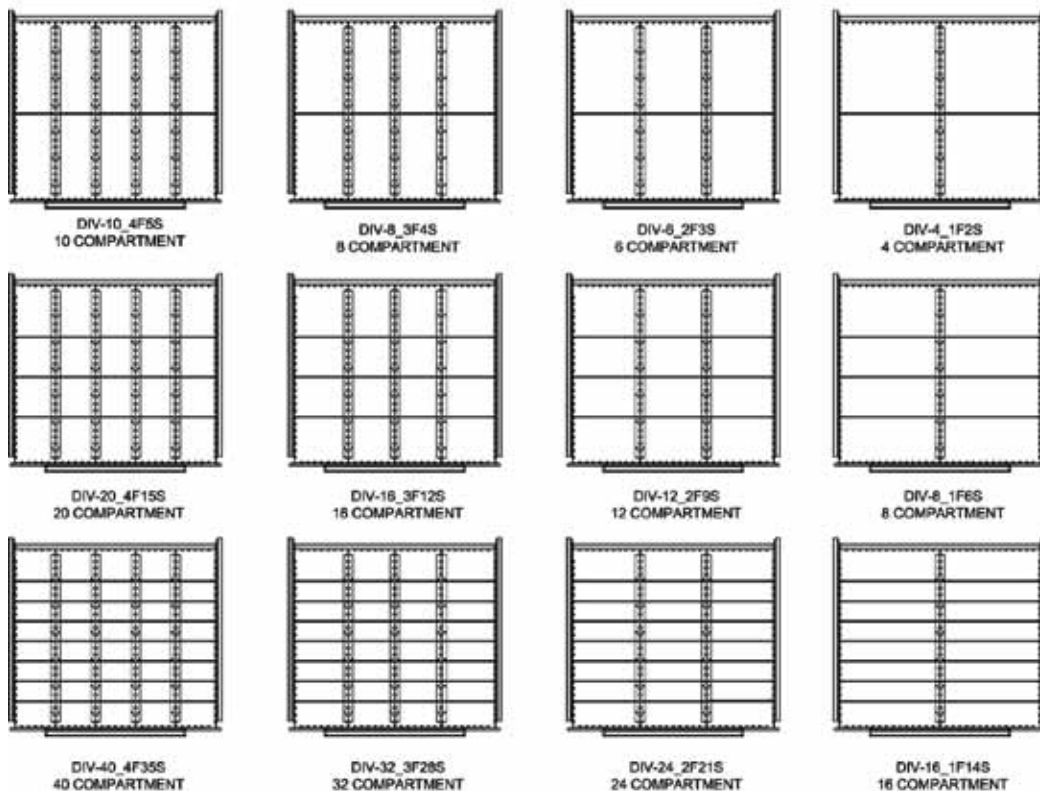 DIV-10_4F5S
10 COMPARTMENT
DIV-8_3F4S
8 COMPARTMENT
DIV-6_2F3S
6 COMPARTMENT
DIV-4_1F2S
4 COMPARTMENT
DIV-20_4F15S
20 COMPARTMENT
DIV-16_3F12S
16 COMPARTMENT
DIV-12_2F9S
12 COMPARTMENT
DIV-8_1F6S
8 COMPARTMENT
DIV-40_4F35S
40 COMPARTMENT
DIV-32_3F28S
32 COMPARTMENT
DIV-24_2F21S
24 COMPARTMENT
DIV-16_1F14S
16 COMPARTMENT